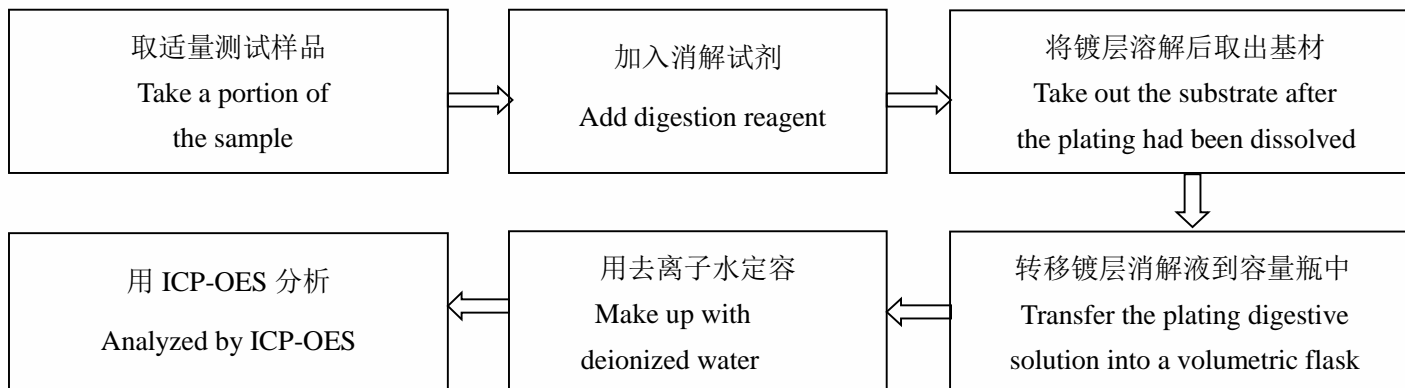 取适量测试样品
Take a portion of
the sample
加入消解试剂
Add digestion reagent
将镀层溶解后取出基材
Take out the substrate after
the plating had been dissolved
转移镀层消解液到容量瓶中
Transfer the plating digestive
solution into a volumetric flask
用去离子水定容
Make up with
deionized water
用 ICP-OES 分析
Analyzed by ICP-OES